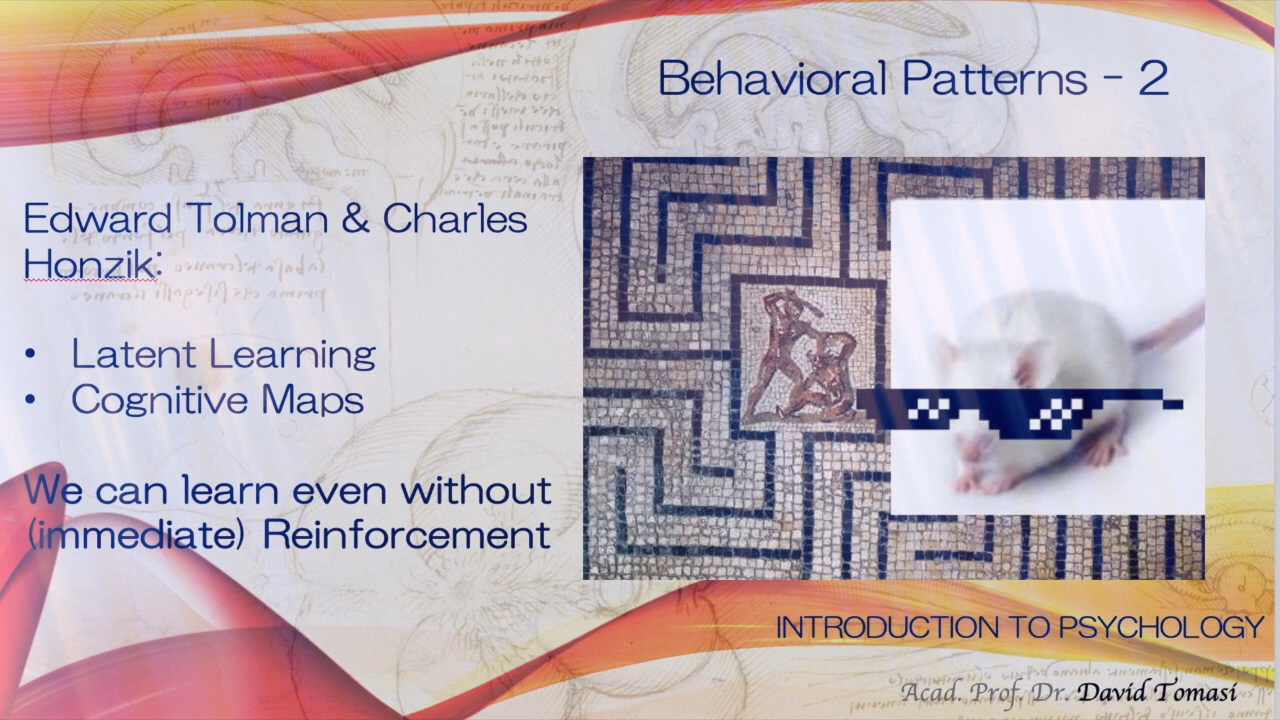 Behavioral Patterns - 2
Edward Tolman & Charles
Honzik:
• Latent Learning
• Cognitive Maps
We can learn even without
(immediate) Reinforcement
INTRODUCTION TO PSYCHOLOGY
Acad. Prof. Dr. David Tomasi